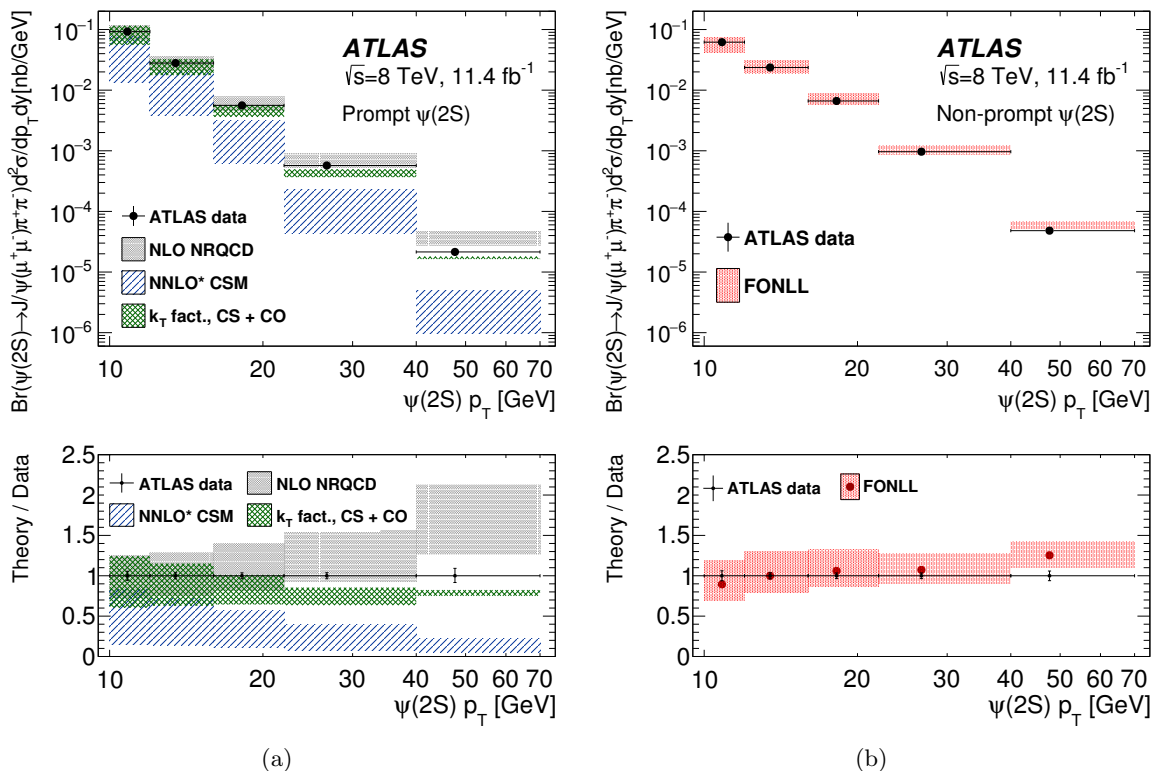 Br(ψ(2S)→J/ψ(μ⁺μ⁻)π⁺π⁻)d²σ/dp_T dy[nb/GeV]
10⁻¹
10⁻²
10⁻³
10⁻⁴
10⁻⁵
10⁻⁶
ATLAS
√s=8 TeV, 11.4 fb⁻¹
Prompt ψ(2S)
ATLAS data
NLO NRQCD
NNLO* CSM
k_T fact., CS + CO
10 20 30 40 50 60 70
ψ(2S) p_T [GeV]
Theory / Data
2.5
2
1.5
1
0.5
0
ATLAS data NLO NRQCD
NNLO* CSM k_T fact., CS + CO
10 20 30 40 50 60 70
ψ(2S) p_T [GeV]
(a)
Br(ψ(2S)→J/ψ(μ⁺μ⁻)π⁺π⁻)d²σ/dp_T dy[nb/GeV]
10⁻¹
10⁻²
10⁻³
10⁻⁴
10⁻⁵
10⁻⁶
ATLAS
√s=8 TeV, 11.4 fb⁻¹
Non-prompt ψ(2S)
ATLAS data
FONLL
10 20 30 40 50 60 70
ψ(2S) p_T [GeV]
Theory / Data
2.5
2
1.5
1
0.5
0
ATLAS data FONLL
10 20 30 40 50 60 70
ψ(2S) p_T [GeV]
(b)